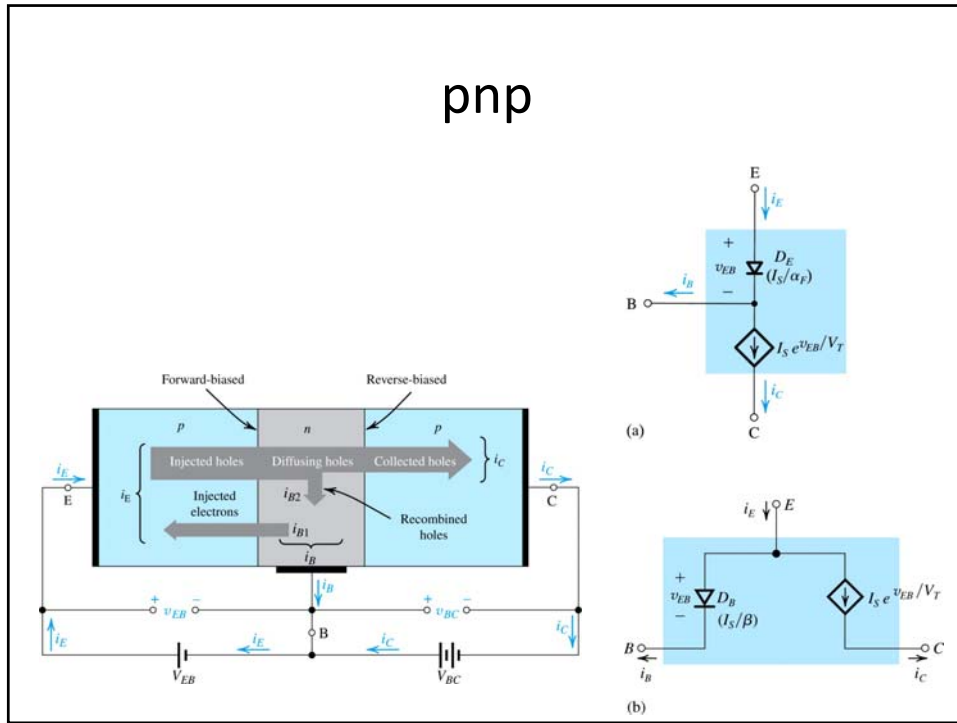 pnp
E
i_E
+
v_EB
−
D_E
(I_S/α_F)
i_B
B
I_S e^{v_EB/V_T}
i_C
(a)
C
Forward-biased
Reverse-biased
p
n
p
Injected holes
Diffusing holes
Collected holes
i_C
i_E
E
i_E
i_C
C
Injected
electrons
i_B2
i_B1
Recombined
holes
i_B
i_B
+ v_EB −
+ v_BC −
B
i_E
i_E
i_C
i_C
V_EB
V_BC
i_E
E
+
v_EB
−
D_B
(I_S/β)
I_S e^{v_EB/V_T}
B
i_B
C
i_C
(b)